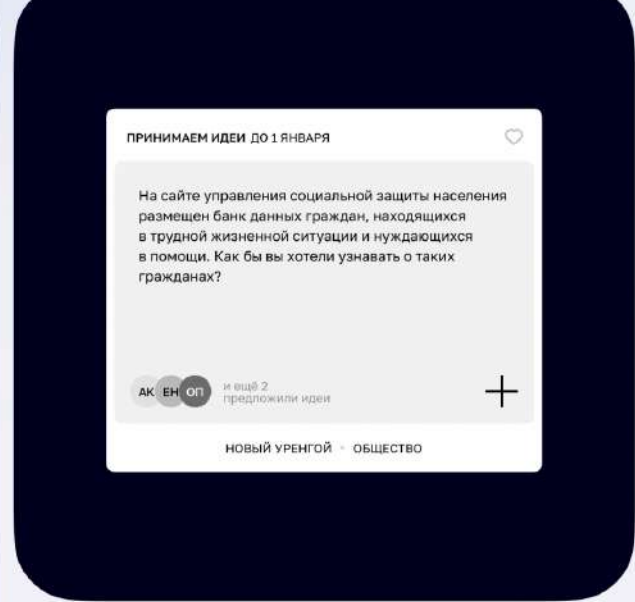 ПРИНИМАЕМ ИДЕИ ДО 1 ЯНВАРЯ
На сайте управления социальной защиты населения
размещен банк данных граждан, находящихся
в трудной жизненной ситуации и нуждающихся
в помощи. Как бы вы хотели узнавать о таких
гражданах?
АК ЕН ОП
и ещё 2
предложили идеи
НОВЫЙ УРЕНГОЙ • ОБЩЕСТВО